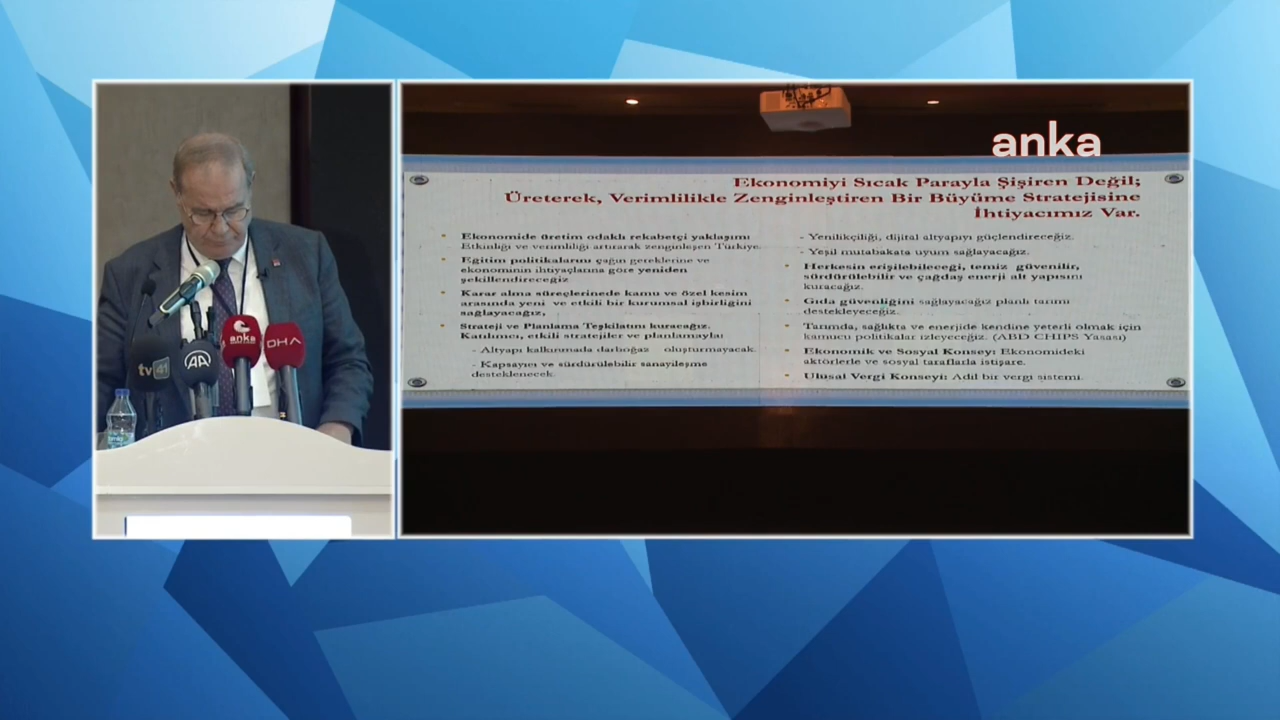 anka
Ekonomiyi Sıcak Parayla Şişiren Değil;
Üreterek, Verimlilikle Zenginleştiren Bir Büyüme Stratejisine
İhtiyacımız Var.
• Ekonomide üretim odaklı rekabetçi yaklaşımı
Etkinliği ve verimliliği artırarak zenginleşen Türkiye.
• Eğitim politikalarını çağın gereklerine ve
ekonominin ihtiyaçlarına göre yeniden
şekillendireceğiz
• Karar alma süreçlerinede kamu ve özel kesim
arasında yeni ve etkili bir kurumsal işbirliğini
sağlayacağız,
• Strateji ve Planlama Teşkilatını kuracağız.
Katılımcı, etkili stratejiler ve planlamayla;
- Altyapı kalkınmada darboğaz oluşturmayacak.
- Kapsayıcı ve sürdürülebilir sanayileşme
desteklenecek.
- Yenilikçiliği, dijital altyapıyı güçlendireceğiz.
- Yeşil mutabakata uyum sağlayacağız.
• Herkesin erişilebileceği, temiz güvenilir,
sürdürülebilir ve çağdaş enerji alt yapısını
kuracağız.
• Gıda güvenliğini sağlayacağız planlı tarımı
destekleyeceğiz.
• Tarımda, sağlıkta ve enerjide kendine yeterli olmak için
kamucu politikalar izleyeceğiz. (ABD CHIPS Yasası)
• Ekonomik ve Sosyal Konsey: Ekonomideki
aktörlerle ve sosyal taraflarla istişare.
• Ulusal Vergi Konseyi: Adil bir vergi sistemi.
tv41
AA
anka
DHA